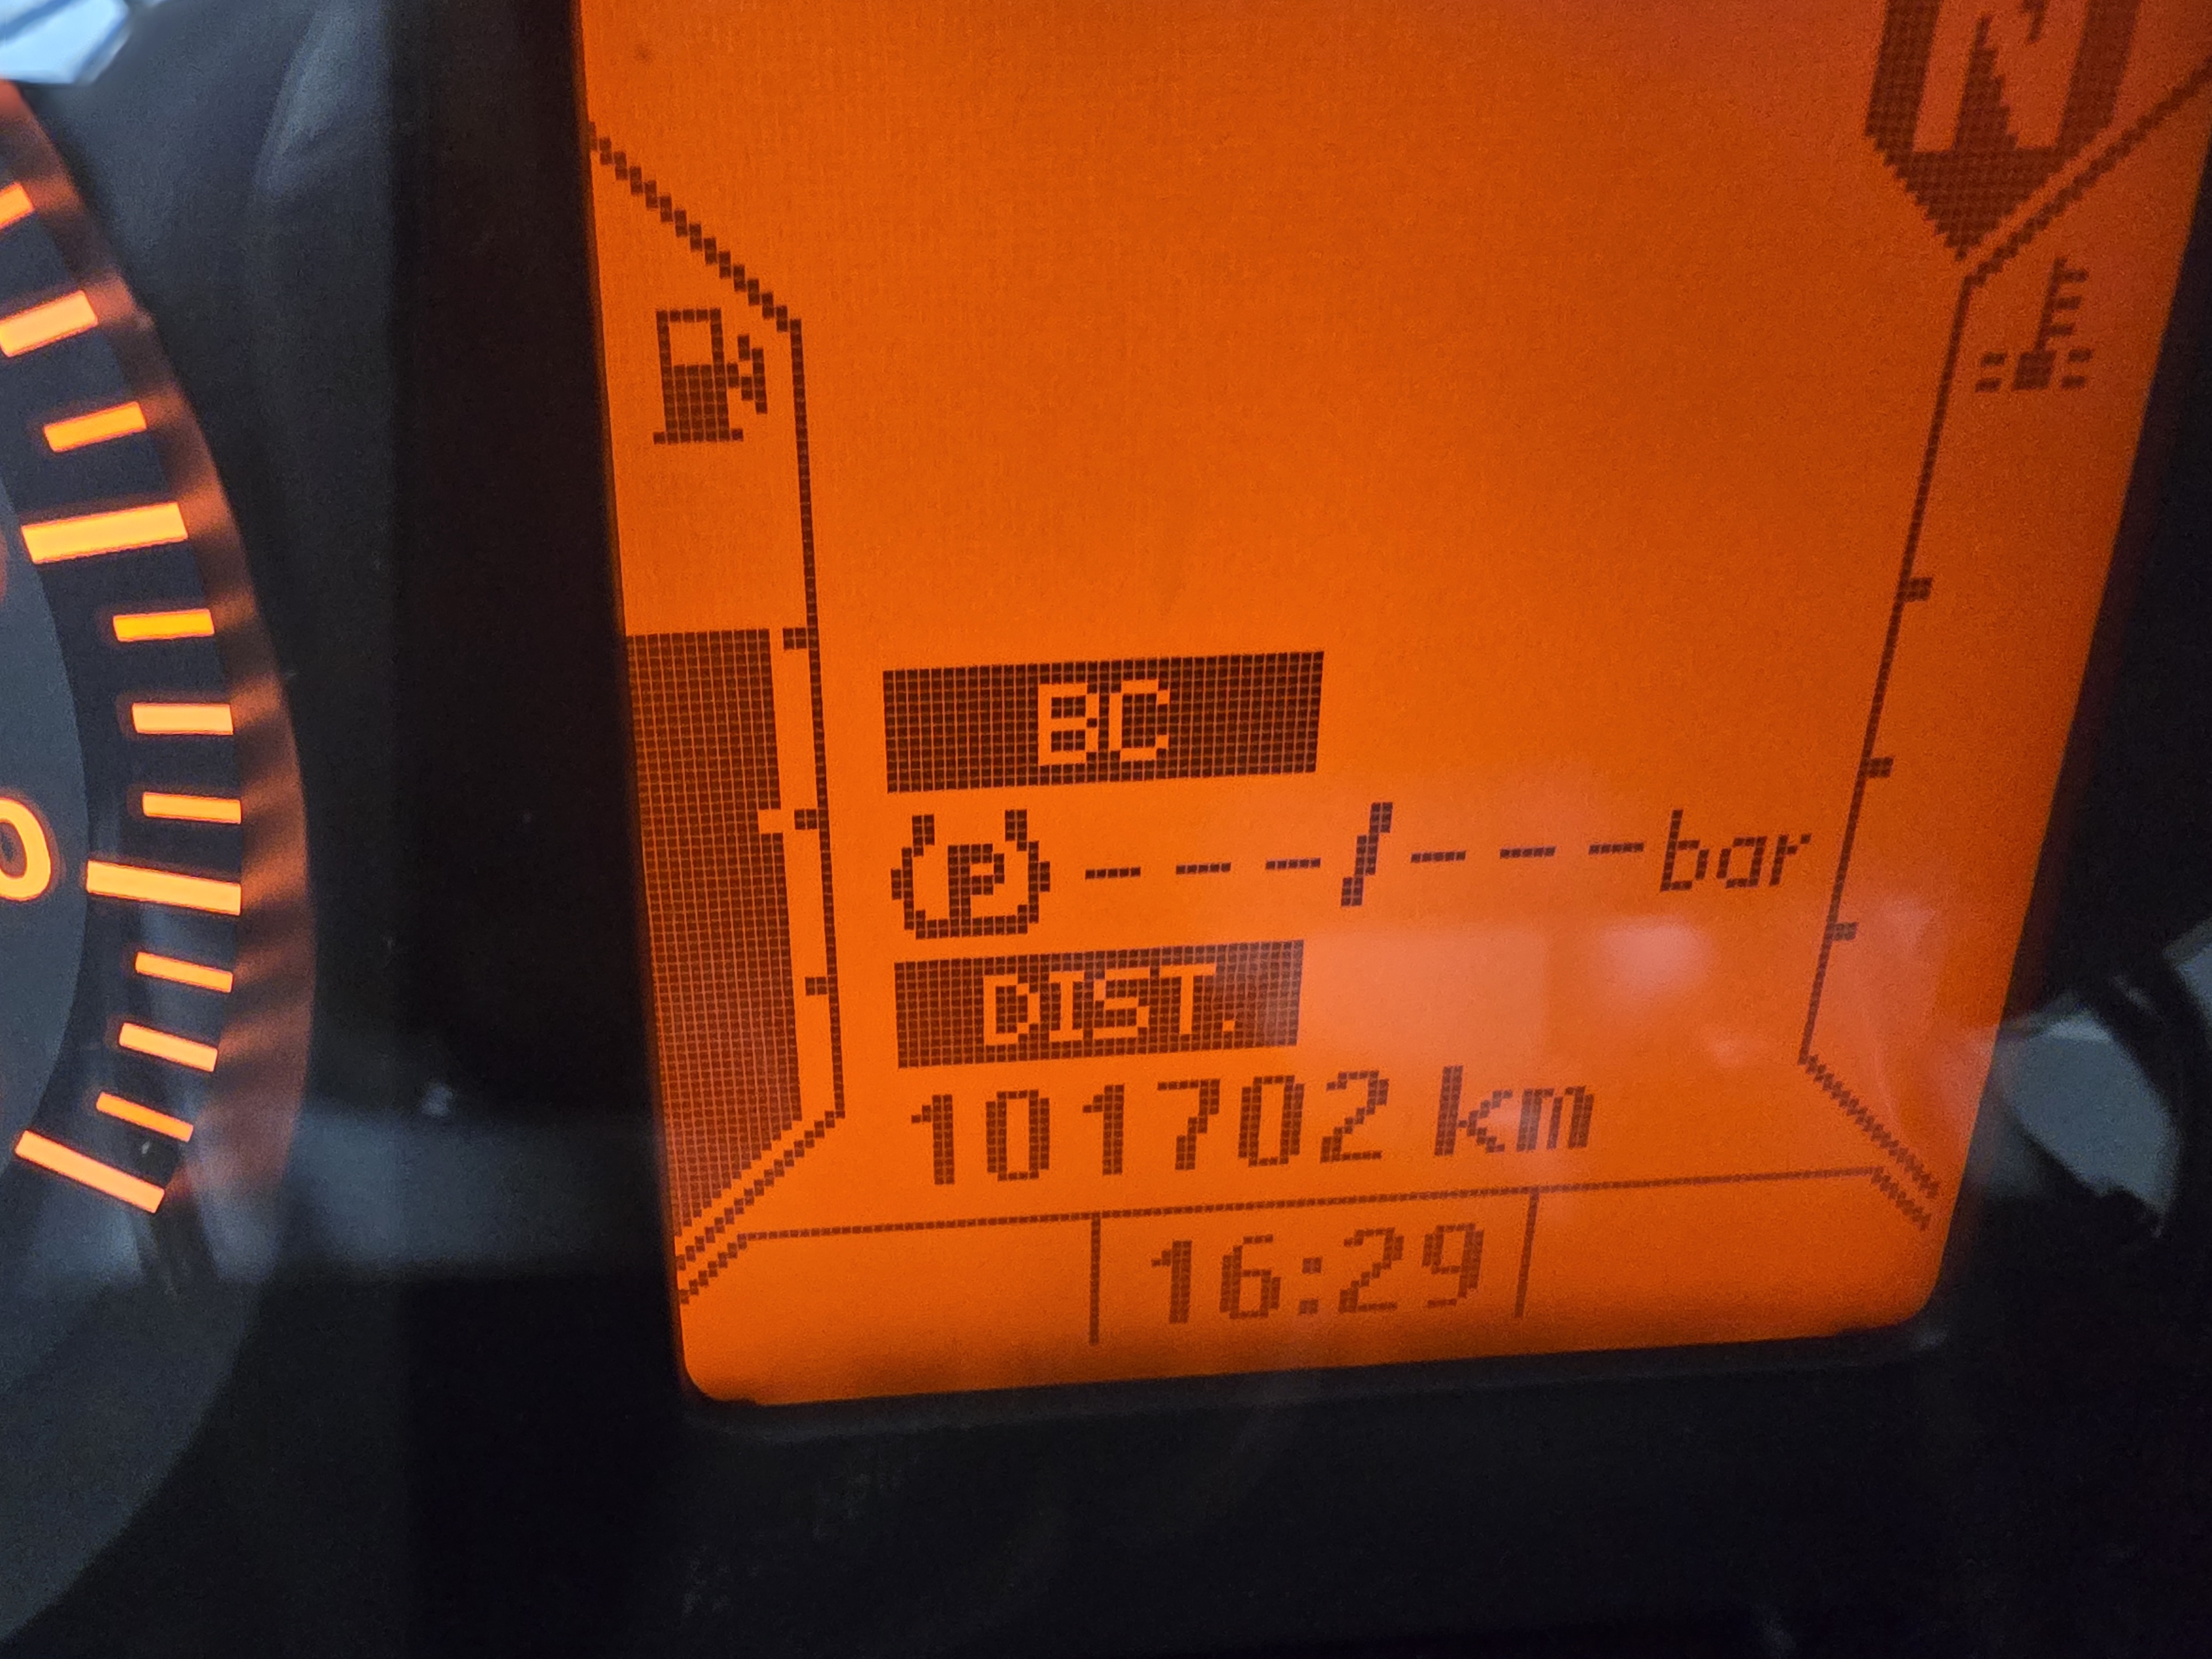 N
BC
(P) ---/---bar
DIST.
101702 km
16:29